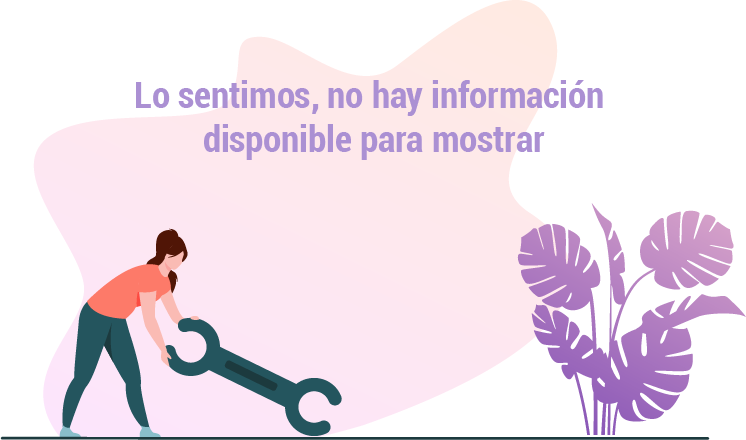 Lo sentimos, no hay información
disponible para mostrar